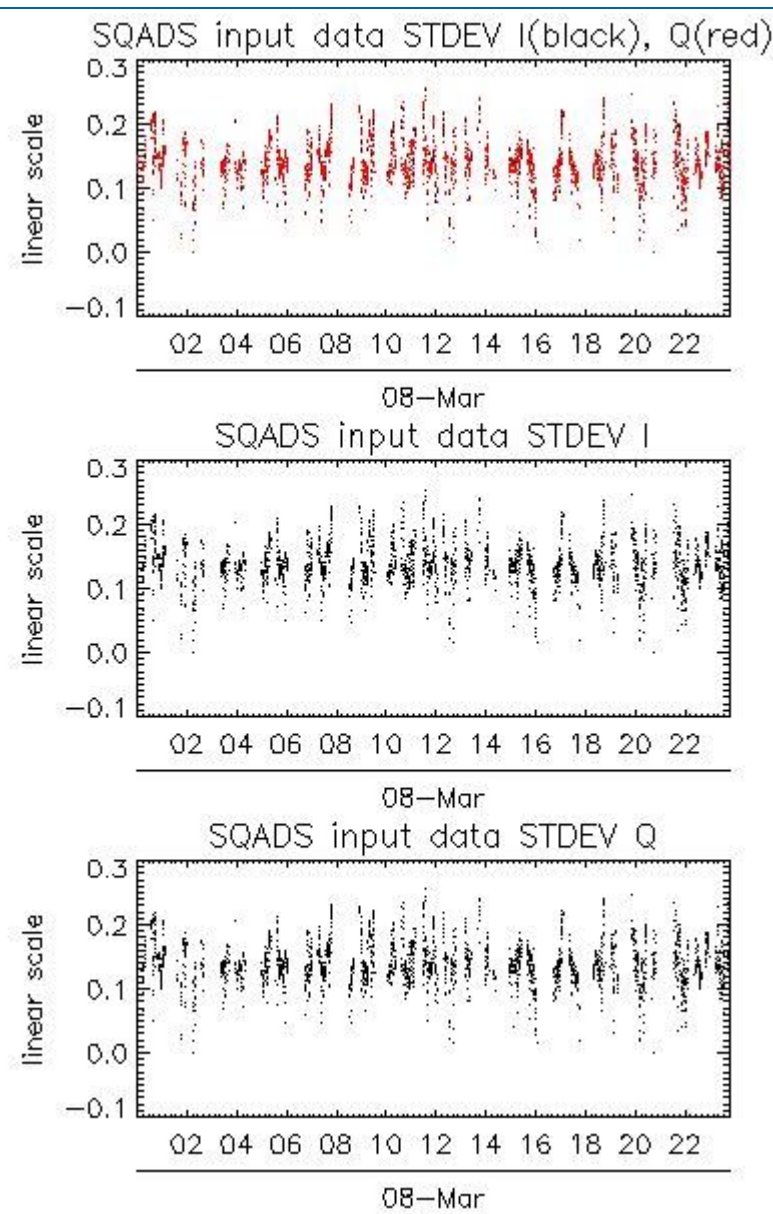 SQADS input data STDEV I(black), Q(red)
0.3
0.2
0.1
0.0
−0.1
linear scale
02 04 06 08 10 12 14 16 18 20 22
08−Mar
SQADS input data STDEV I
0.3
0.2
0.1
0.0
−0.1
linear scale
02 04 06 08 10 12 14 16 18 20 22
08−Mar
SQADS input data STDEV Q
0.3
0.2
0.1
0.0
−0.1
linear scale
02 04 06 08 10 12 14 16 18 20 22
08−Mar